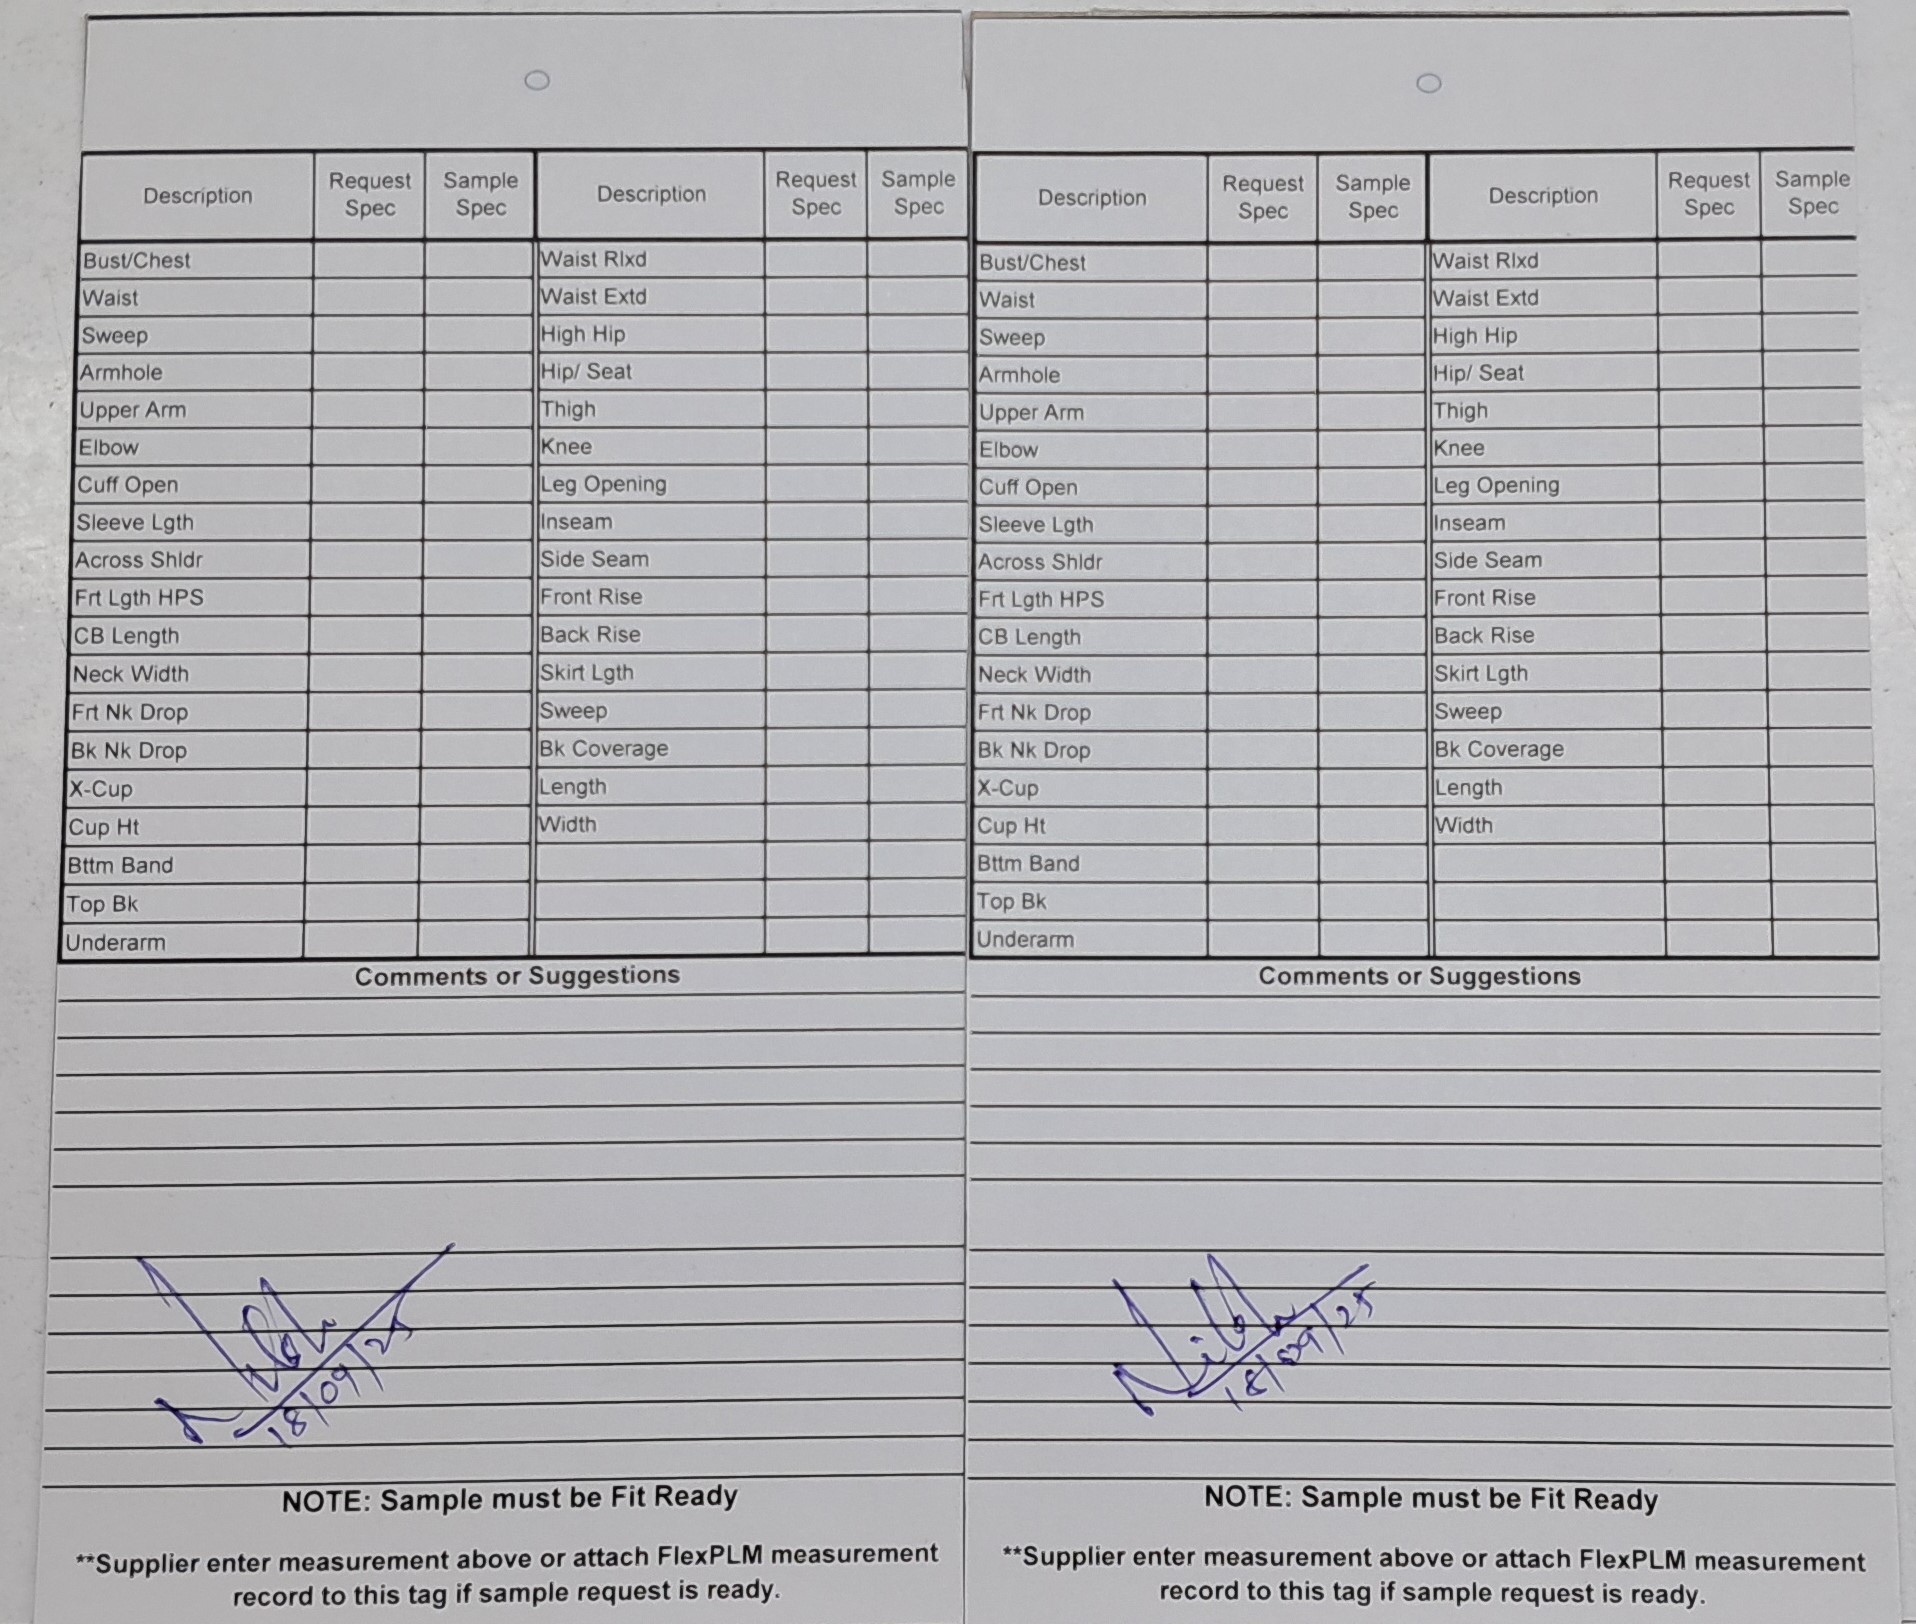 Description Request Spec Sample Spec Description Request Spec Sample Spec
Bust/Chest Waist Rlxd
Waist Waist Extd
Sweep High Hip
Armhole Hip/ Seat
Upper Arm Thigh
Elbow Knee
Cuff Open Leg Opening
Sleeve Lgth Inseam
Across Shldr Side Seam
Frt Lgth HPS Front Rise
CB Length Back Rise
Neck Width Skirt Lgth
Frt Nk Drop Sweep
Bk Nk Drop Bk Coverage
X-Cup Length
Cup Ht Width
Bttm Band
Top Bk
Underarm
Comments or Suggestions
18/09/25
NOTE: Sample must be Fit Ready
**Supplier enter measurement above or attach FlexPLM measurement
record to this tag if sample request is ready.
Description Request Spec Sample Spec Description Request Spec Sample Spec
Bust/Chest Waist Rlxd
Waist Waist Extd
Sweep High Hip
Armhole Hip/ Seat
Upper Arm Thigh
Elbow Knee
Cuff Open Leg Opening
Sleeve Lgth Inseam
Across Shldr Side Seam
Frt Lgth HPS Front Rise
CB Length Back Rise
Neck Width Skirt Lgth
Frt Nk Drop Sweep
Bk Nk Drop Bk Coverage
X-Cup Length
Cup Ht Width
Bttm Band
Top Bk
Underarm
Comments or Suggestions
18/09/25
NOTE: Sample must be Fit Ready
**Supplier enter measurement above or attach FlexPLM measurement
record to this tag if sample request is ready.